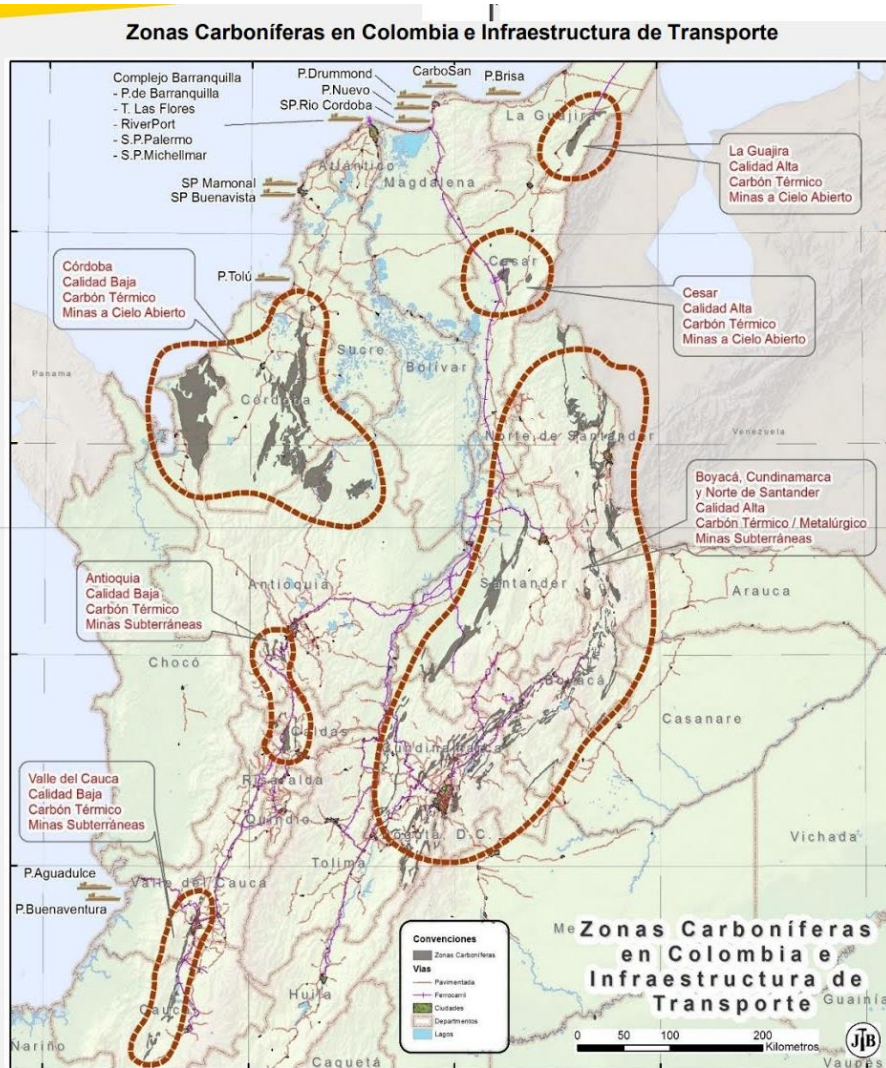 Zonas Carboníferas en Colombia e Infraestructura de Transporte
Complejo Barranquilla
- P.de Barranquilla
- T. Las Flores
- RiverPort
- S.P.Palermo
- S.P.Michellmar
P.Drummond
P.Nuevo
SP.Rio Cordoba
CarboSan
P.Brisa
La Guajira
La Guajira
Calidad Alta
Carbón Térmico
Minas a Cielo Abierto
Atlántico
Magdalena
SP Mamonal
SP Buenavista
P.Tolú
Córdoba
Calidad Baja
Carbón Térmico
Minas a Cielo Abierto
Cesar
Cesar
Calidad Alta
Carbón Térmico
Minas a Cielo Abierto
Sucre
Bolívar
Córdoba
Panama
Norte de Santander
Venezuela
Boyacá, Cundinamarca
y Norte de Santander
Calidad Alta
Carbón Térmico / Metalúrgico
Minas Subterráneas
Antioquia
Calidad Baja
Carbón Térmico
Minas Subterráneas
Antioquia
Santander
Arauca
Chocó
Boyacá
Casanare
Caldas
Cundinamarca
Risaralda
Quindío
Bogotá, D.C.
Valle del Cauca
Calidad Baja
Carbón Térmico
Minas Subterráneas
Tolima
Vichada
P.Aguadulce
P.Buenaventura
Valle del Cauca
Convenciones
Zonas Carboníferas
Vías
Pavimentada
Ferrocarril
Ciudades
Departmentos
Lagos
Me
Zonas Carboníferas
en Colombia e
Infraestructura de
Transporte
Guainía
Huila
Cauca
0 50 100 200
Kilometros
JTB
Nariño
Caquetá
Vaupés